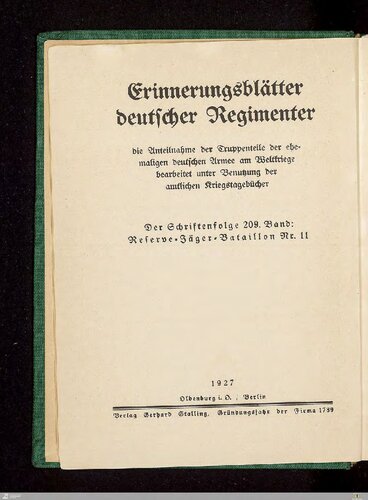 Erinnerungsblätter
deutscher Regimenter
die Anteilnahme der Truppenteile der ehe-
maligen deutschen Armee am Weltkriege
bearbeitet unter Benutzung der
amtlichen Kriegstagebücher
Der Schriftenfolge 209. Band:
Reserve-Jäger-Bataillon Nr. 11
1927
Oldenburg i. O. , Berlin
Verlag Gerhard Stalling, Gründungsjahr der Firma 1789